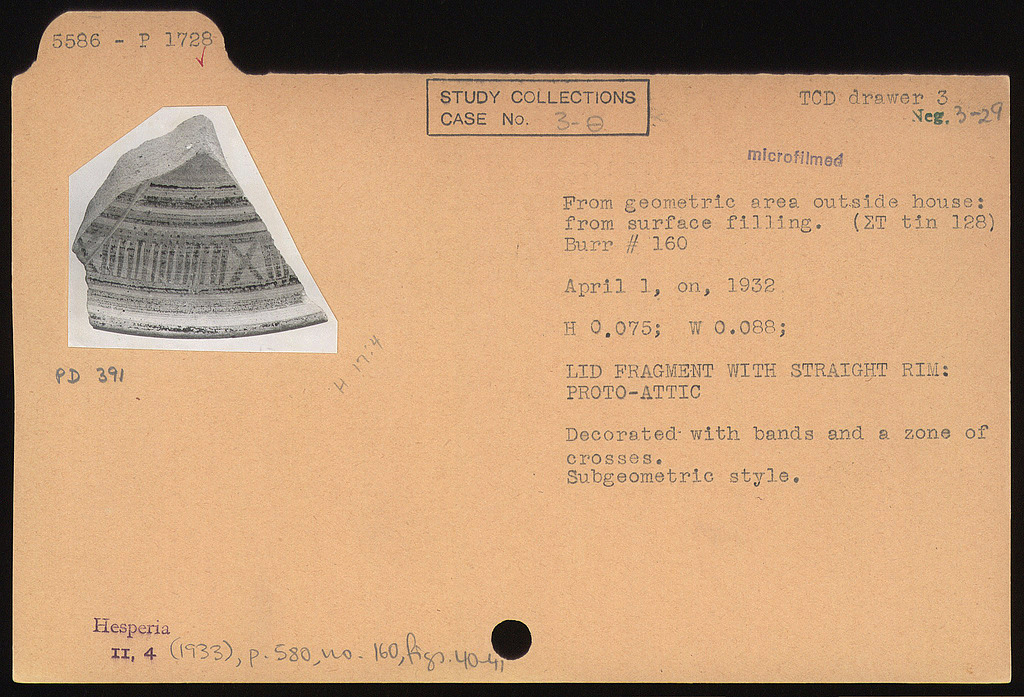 5586 - P 1728
STUDY COLLECTIONS
CASE No. 3-Θ
TCD drawer 3
Neg. 3-29
microfilmed
From geometric area outside house:
from surface filling. (ΣT tin 128)
Burr # 160
April 1, on, 1932
H 0.075; W 0.088;
H 17:4
PD 391
LID FRAGMENT WITH STRAIGHT RIM:
PROTO-ATTIC
Decorated with bands and a zone of
crosses.
Subgeometric style.
Hesperia
II, 4 (1933), p. 580, no. 160, figs. 40-41